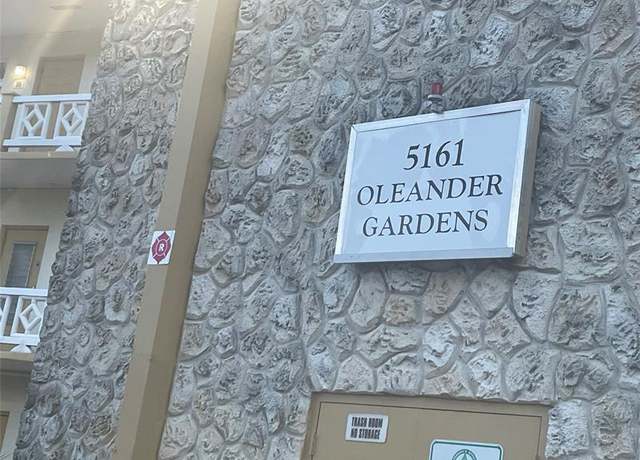 5161
OLEANDER
GARDENS
R
TRASH ROOM
NO STORAGE